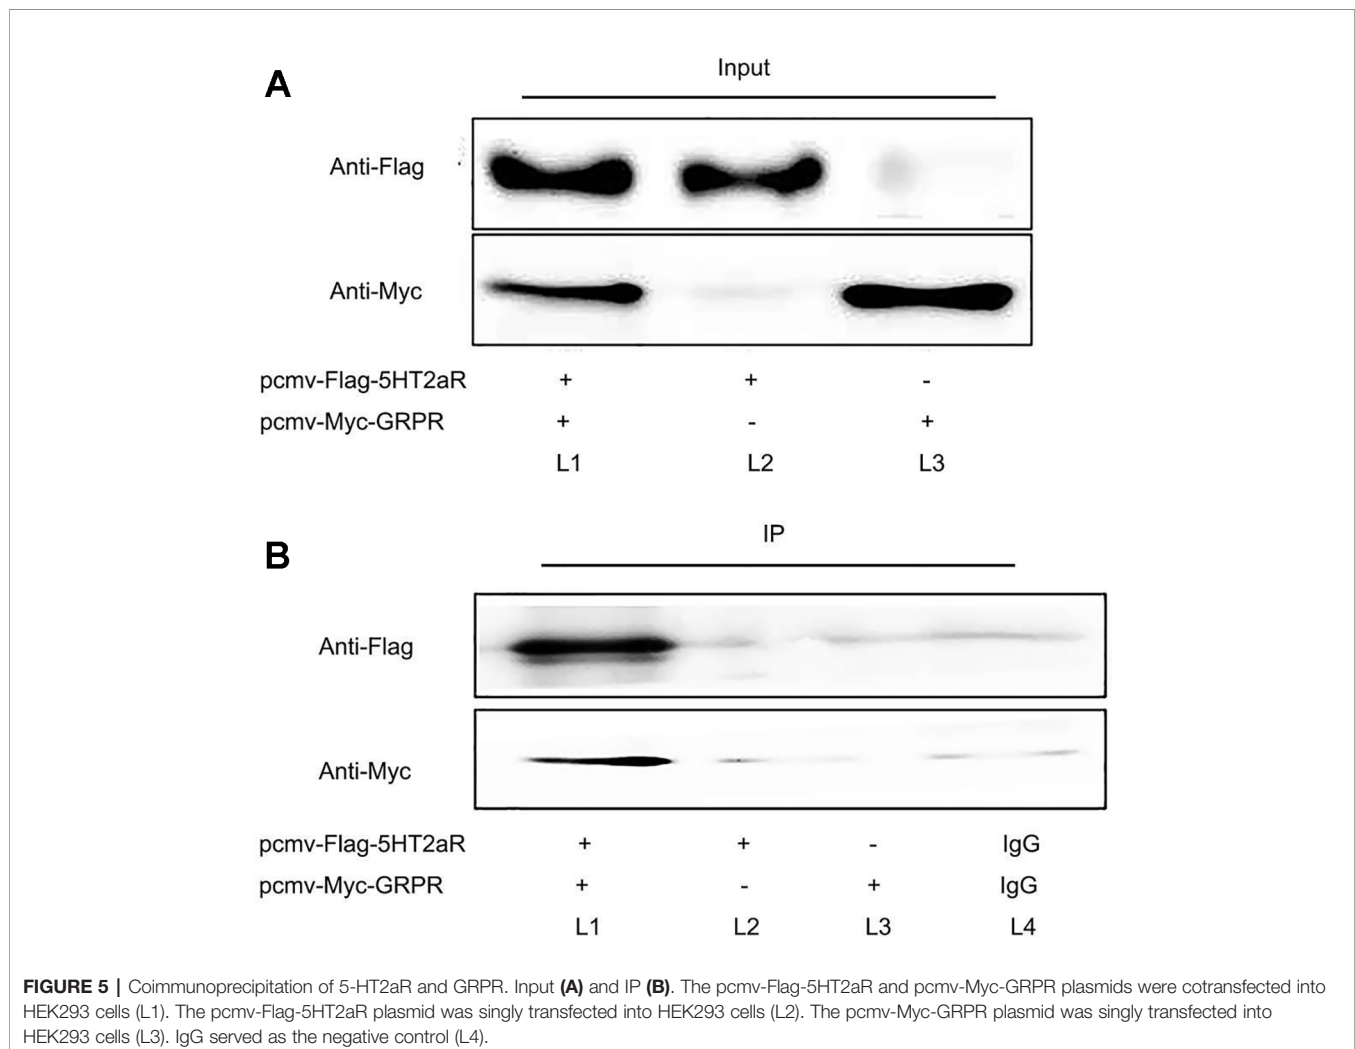 A
Input
Anti-Flag
Anti-Myc
pcmv-Flag-5HT2aR + + -
pcmv-Myc-GRPR + - +
L1 L2 L3
B
IP
Anti-Flag
Anti-Myc
pcmv-Flag-5HT2aR + + - IgG
pcmv-Myc-GRPR + - + IgG
L1 L2 L3 L4
FIGURE 5 | Coimmunoprecipitation of 5-HT2aR and GRPR. Input (A) and IP (B). The pcmv-Flag-5HT2aR and pcmv-Myc-GRPR plasmids were cotransfected into
HEK293 cells (L1). The pcmv-Flag-5HT2aR plasmid was singly transfected into HEK293 cells (L2). The pcmv-Myc-GRPR plasmid was singly transfected into
HEK293 cells (L3). IgG served as the negative control (L4).